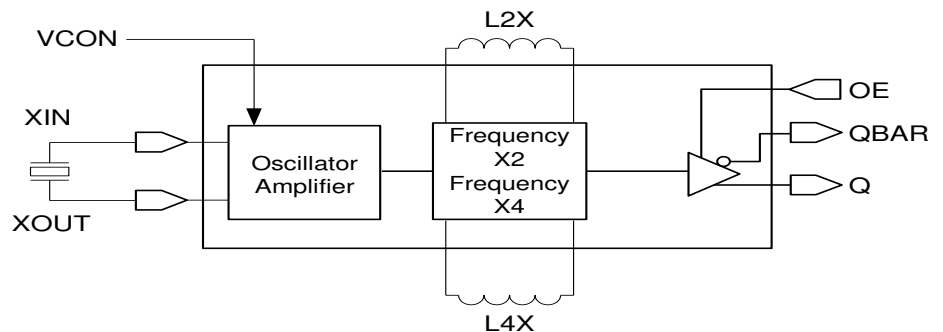 L2X
VCON
OE
XIN
QBAR
Oscillator
Amplifier
Frequency
X2
Frequency
X4
Q
XOUT
L4X